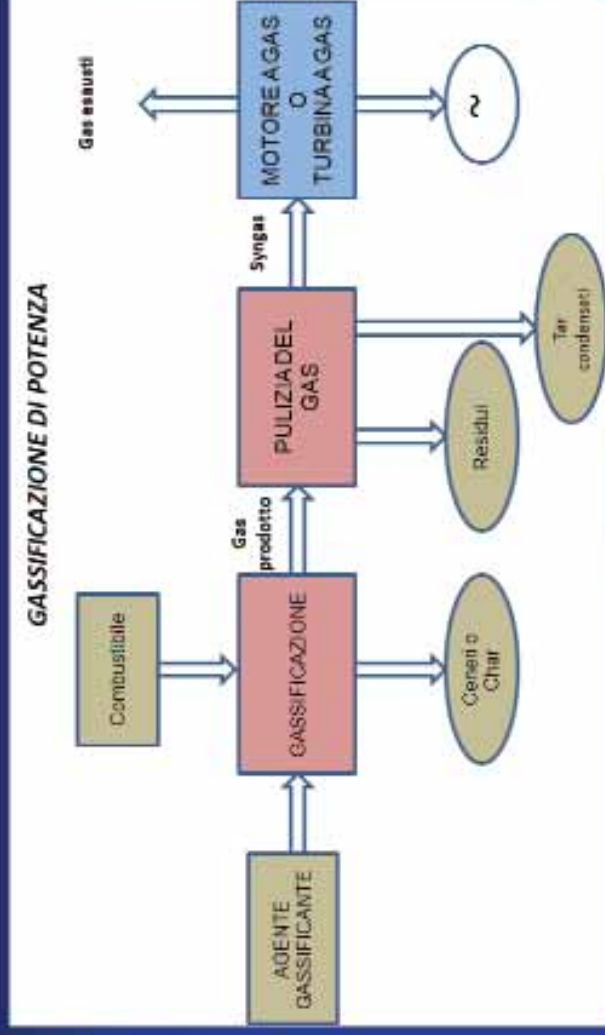 GASSIFICAZIONE DI POTENZA
Combustibile
Gas esausti
AGENTE
GASSIFICANTE
GASSIFICAZIONE
Gas
prodotto
PULIZIA DEL
GAS
Syngas
MOTORE A GAS
O
TURBINA A GAS
Ceneri o
Char
Residui
Tar
condensati
~